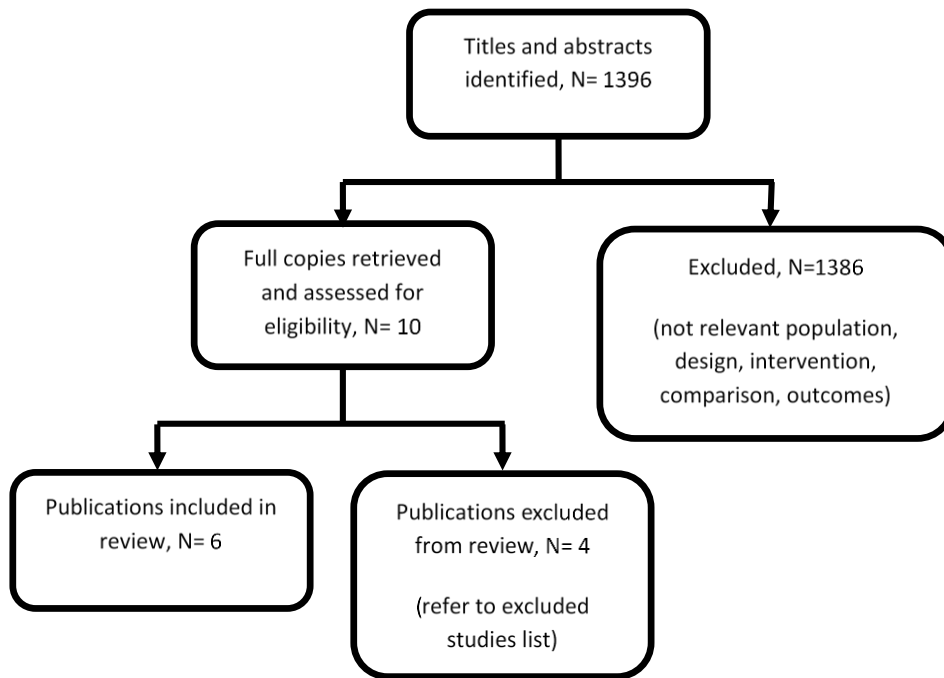 Titles and abstracts
identified, N= 1396
Full copies retrieved
and assessed for
eligibility, N= 10
Excluded, N=1386
(not relevant population,
design, intervention,
comparison, outcomes)
Publications included in
review, N= 6
Publications excluded
from review, N= 4
(refer to excluded
studies list)